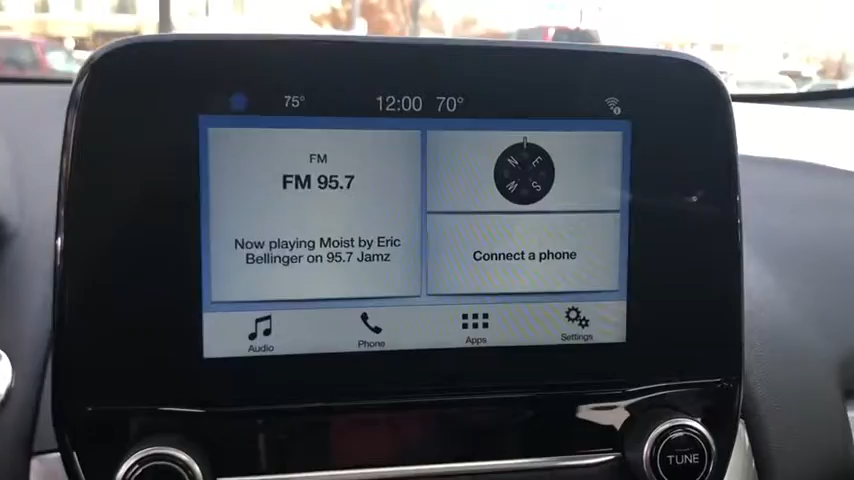 75° 12:00 70°
FM
FM 95.7
Now playing Moist by Eric
Bellinger on 95.7 Jamz
N E
W S
Connect a phone
Audio Phone Apps Settings
TUNE